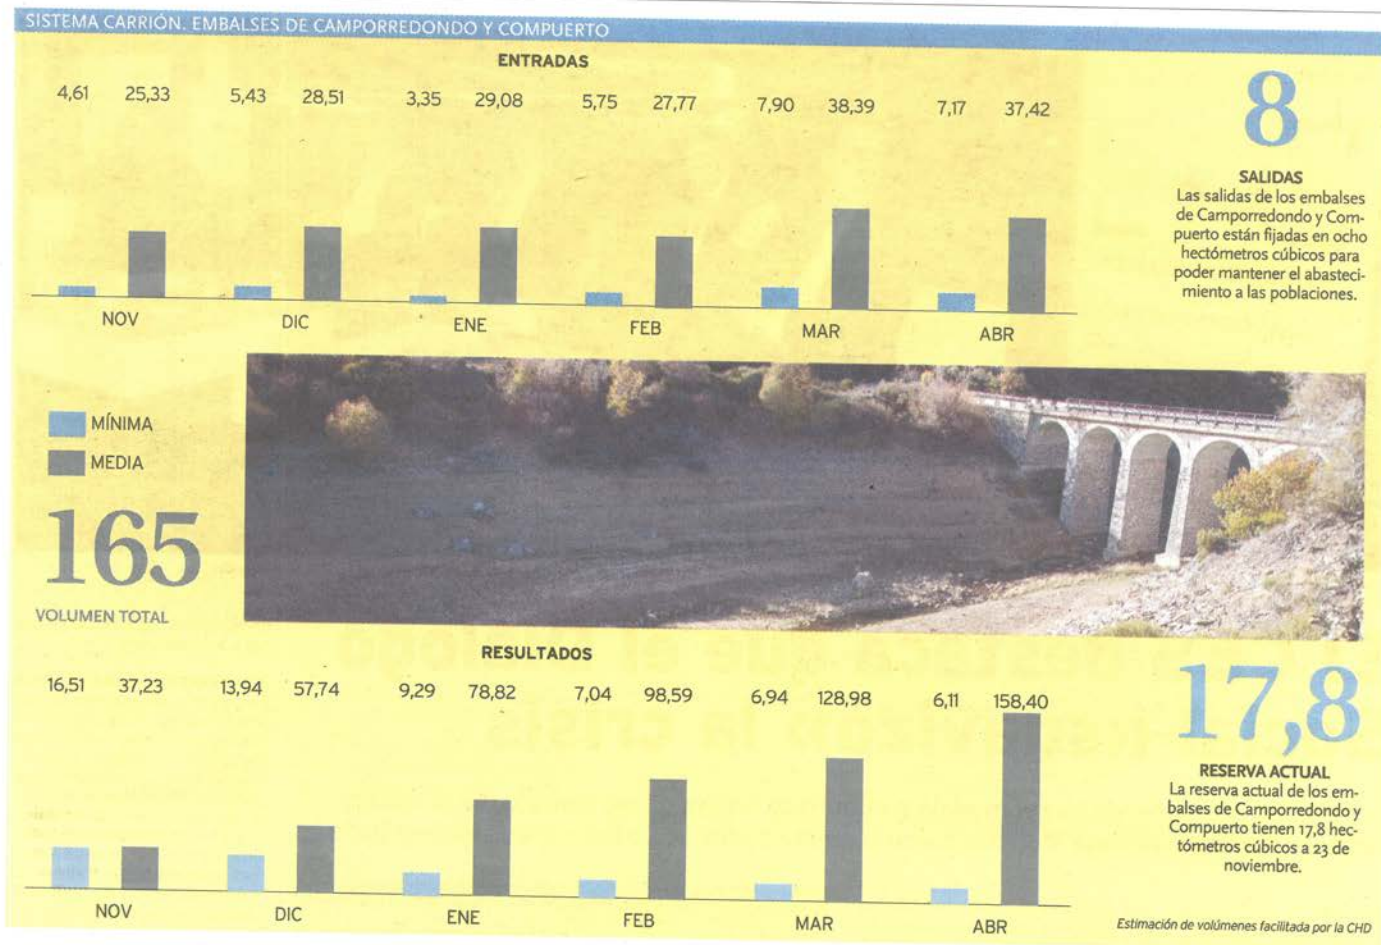 SISTEMA CARRIÓN. EMBALSES DE CAMPORREDONDO Y COMPUERTO
ENTRADAS
4,61 25,33 5,43 28,51 3,35 29,08 5,75 27,77 7,90 38,39 7,17 37,42
NOV DIC ENE FEB MAR ABR
8
SALIDAS
Las salidas de los embalses
de Camporredondo y Com-
puerto están fijadas en ocho
hectómetros cúbicos para
poder mantener el abasteci-
miento a las poblaciones.
MÍNIMA
MEDIA
165
VOLUMEN TOTAL
RESULTADOS
16,51 37,23 13,94 57,74 9,29 78,82 7,04 98,59 6,94 128,98 6,11 158,40
NOV DIC ENE FEB MAR ABR
17,8
RESERVA ACTUAL
La reserva actual de los em-
balses de Camporredondo y
Compuerto tienen 17,8 hec-
tómetros cúbicos a 23 de
noviembre.
Estimación de volúmenes facilitada por la CHD